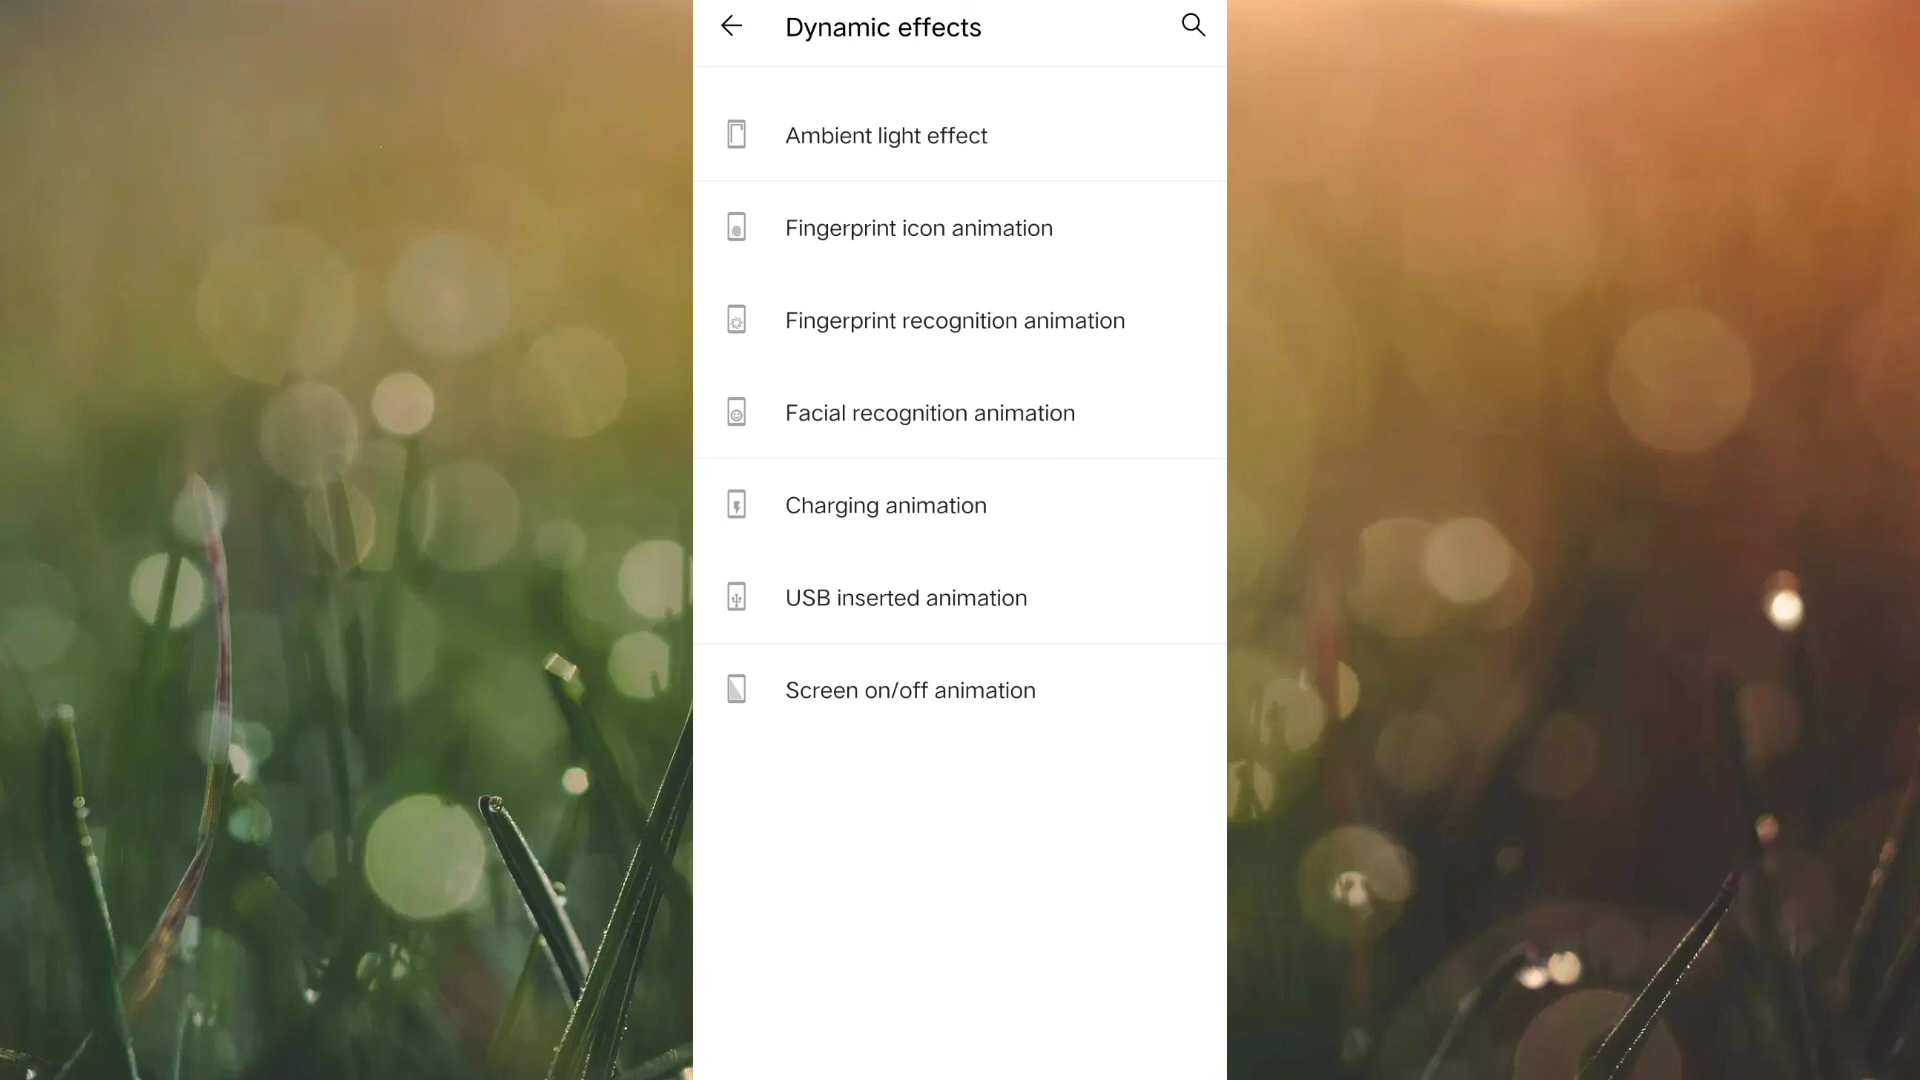 Dynamic effects
Ambient light effect
Fingerprint icon animation
Fingerprint recognition animation
Facial recognition animation
Charging animation
USB inserted animation
Screen on/off animation